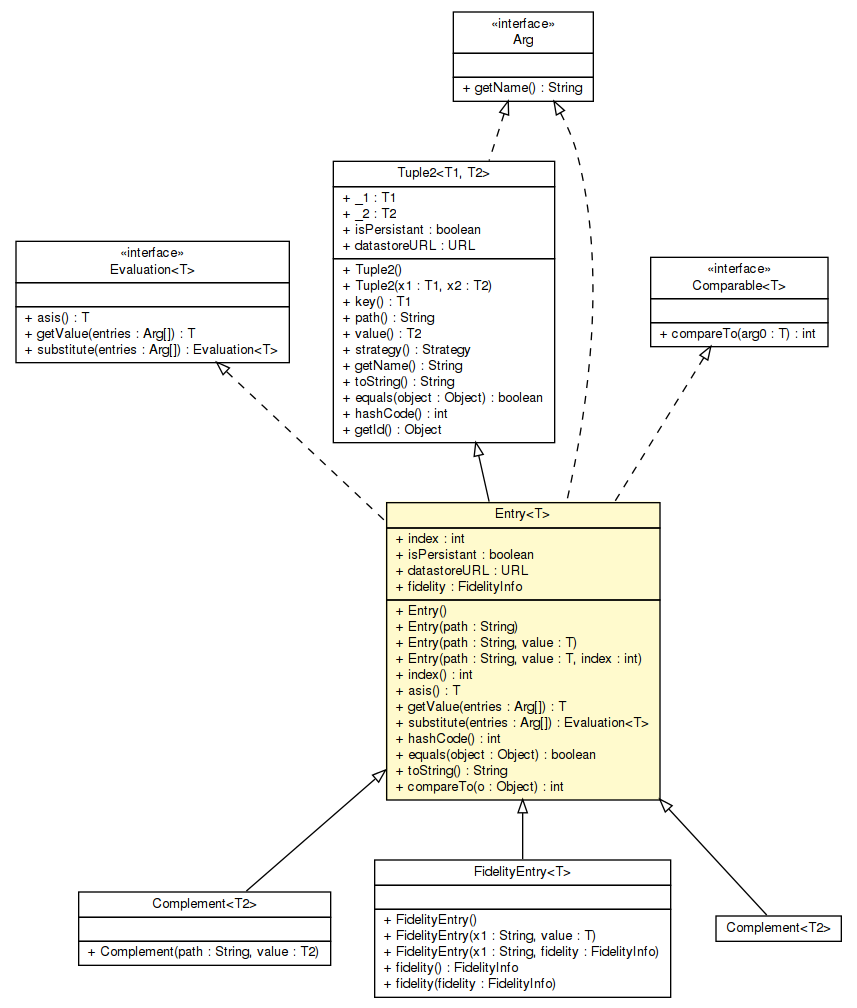 «interface»
Arg
+ getName() : String
Tuple2<T1, T2>
+ _1 : T1
+ _2 : T2
+ isPersistant : boolean
+ datastoreURL : URL
+ Tuple2()
+ Tuple2(x1 : T1, x2 : T2)
+ key() : T1
+ path() : String
+ value() : T2
+ strategy() : Strategy
+ getName() : String
+ toString() : String
+ equals(object : Object) : boolean
+ hashCode() : int
+ getId() : Object
«interface»
Evaluation<T>
+ asis() : T
+ getValue(entries : Arg[]) : T
+ substitute(entries : Arg[]) : Evaluation<T>
«interface»
Comparable<T>
+ compareTo(arg0 : T) : int
Entry<T>
+ index : int
+ isPersistant : boolean
+ datastoreURL : URL
+ fidelity : FidelityInfo
+ Entry()
+ Entry(path : String)
+ Entry(path : String, value : T)
+ Entry(path : String, value : T, index : int)
+ index() : int
+ asis() : T
+ getValue(entries : Arg[]) : T
+ substitute(entries : Arg[]) : Evaluation<T>
+ hashCode() : int
+ equals(object : Object) : boolean
+ toString() : String
+ compareTo(o : Object) : int
Complement<T2>
+ Complement(path : String, value : T2)
FidelityEntry<T>
+ FidelityEntry()
+ FidelityEntry(x1 : String, value : T)
+ FidelityEntry(x1 : String, fidelity : FidelityInfo)
+ fidelity() : FidelityInfo
+ fidelity(fidelity : FidelityInfo)
Complement<T2>